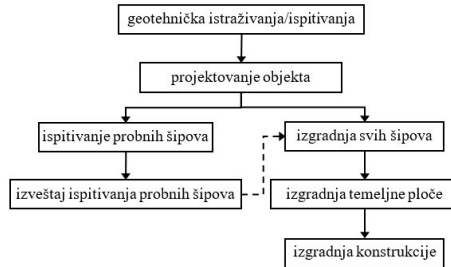 geotehnička istraživanja/ispitivanja
projektovanje objekta
ispitivanje probnih šipova
izgradnja svih šipova
izveštaj ispitivanja probnih šipova
izgradnja temeljne ploče
izgradnja konstrukcije